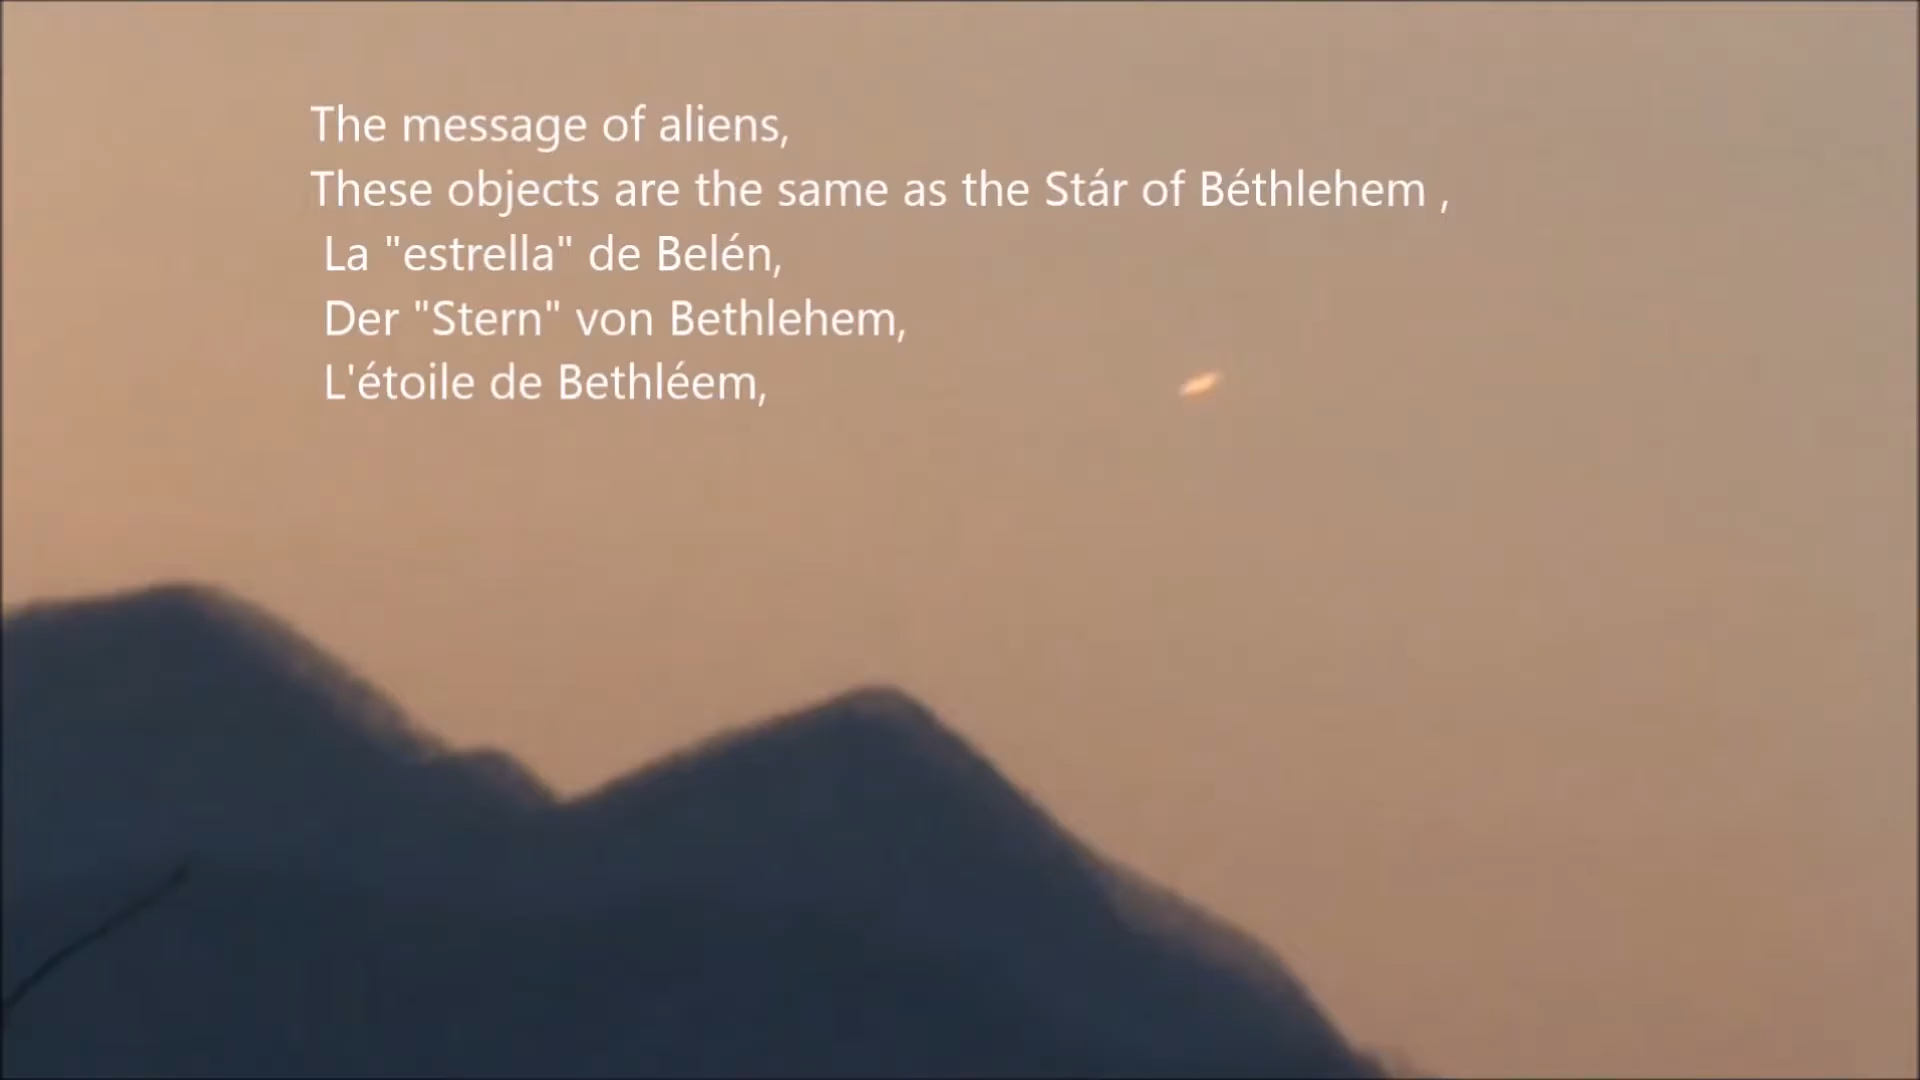 The message of aliens,
These objects are the same as the Stár of Béthlehem ,
La "estrella" de Belén,
Der "Stern" von Bethlehem,
L'étoile de Bethléem,